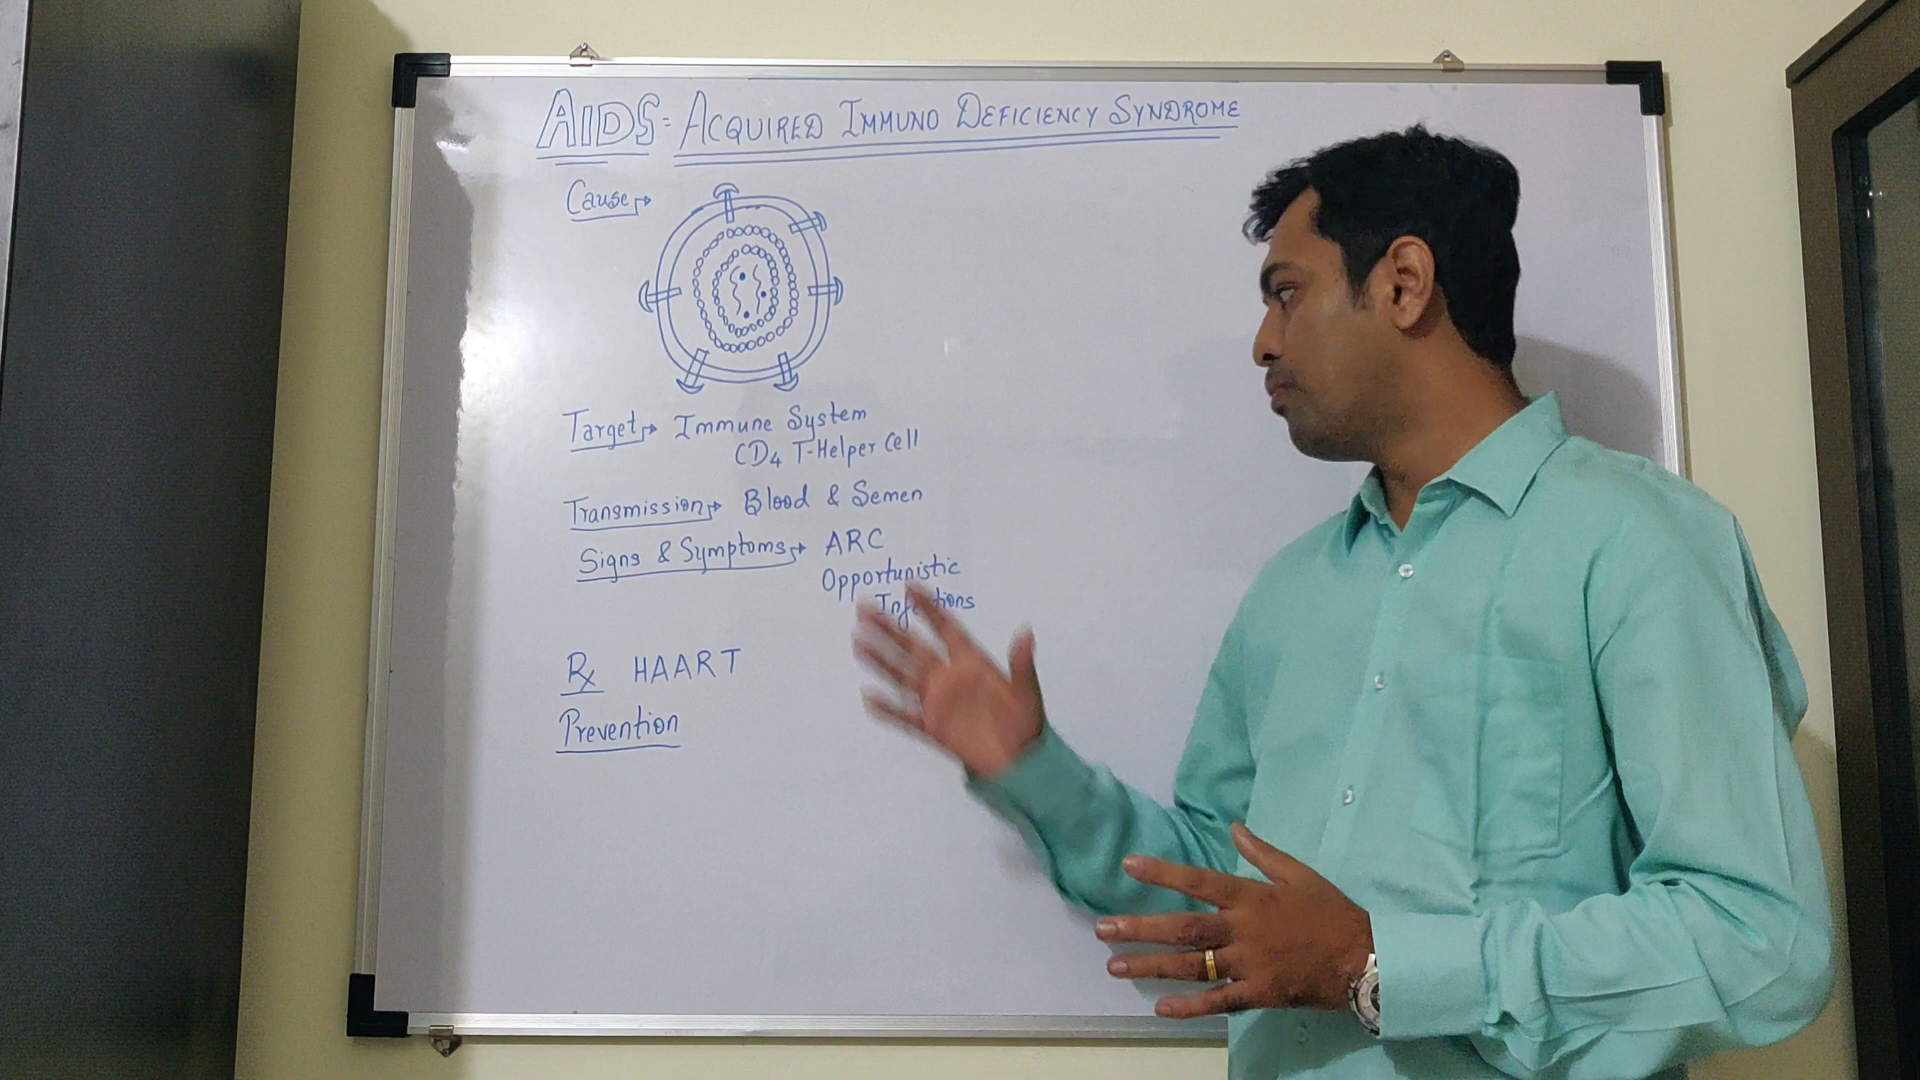 AIDS = ACQUIRED IMMUNO DEFICIENCY SYNDROME
Cause →
Target → Immune System
CD4 T-Helper Cell
Transmission → Blood & Semen
Signs & Symptoms → ARC
Opportunistic
Infections
Rx HAART
Prevention